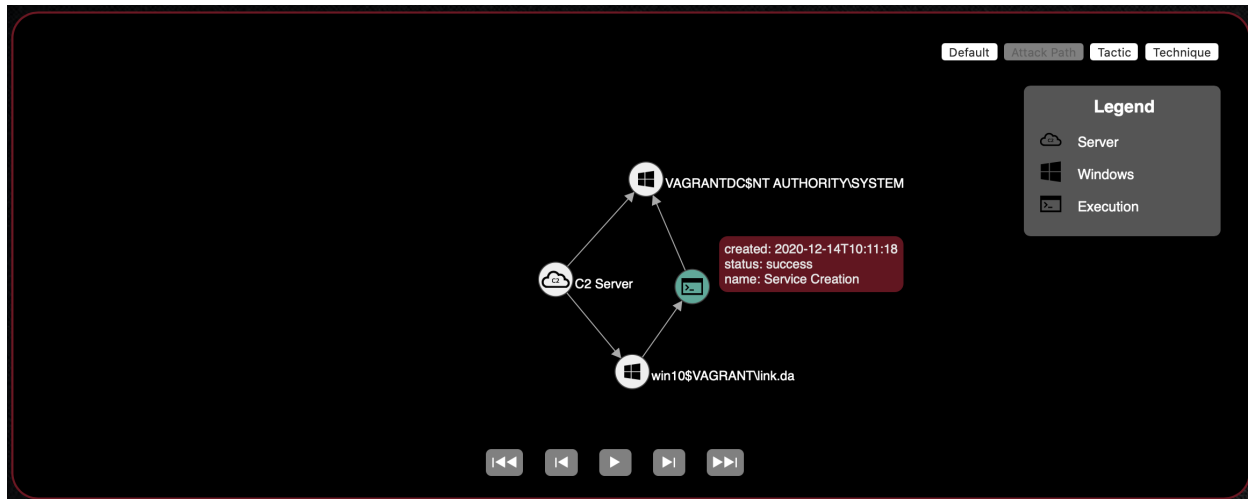 Default Attack Path Tactic Technique
Legend
Server
Windows
Execution
VAGRANTDC$NT AUTHORITY\SYSTEM
created: 2020-12-14T10:11:18
status: success
name: Service Creation
C2 Server
win10$VAGRANT\link.da